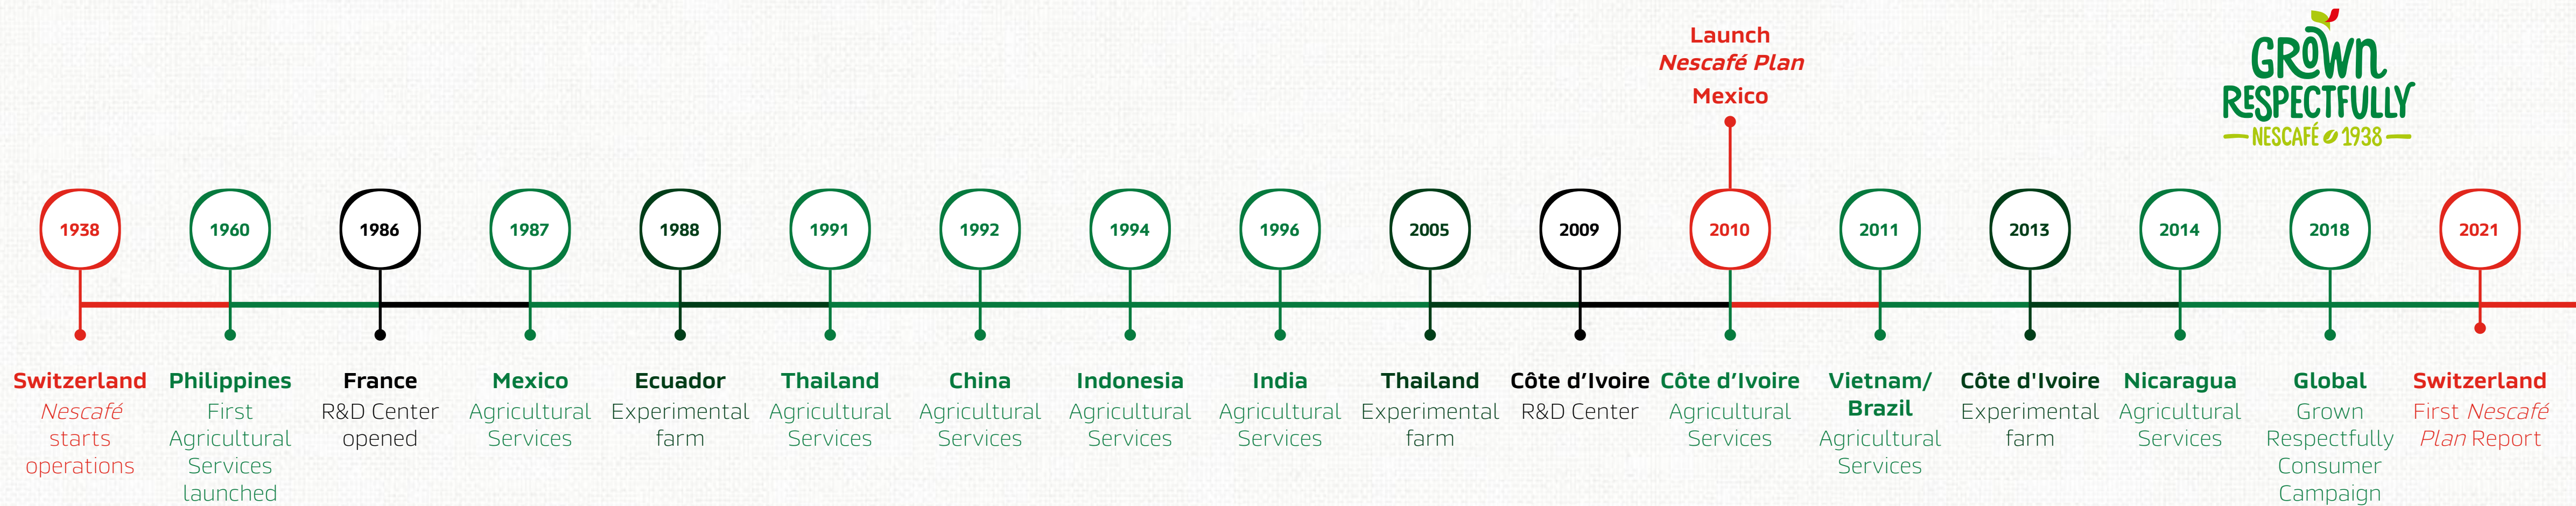 Launch
Nescafé Plan
Mexico
GROWN
RESPECTFULLY
NESCAFÉ 1938
1938
Switzerland
Nescafé
starts
operations
1960
Philippines
First
Agricultural
Services
launched
1986
France
R&D Center
opened
1987
Mexico
Agricultural
Services
1988
Ecuador
Experimental
farm
1991
Thailand
Agricultural
Services
1992
China
Agricultural
Services
1994
Indonesia
Agricultural
Services
1996
India
Agricultural
Services
2005
Thailand
Experimental
farm
2009
Côte d’Ivoire
R&D Center
2010
Côte d’Ivoire
Agricultural
Services
2011
Vietnam/
Brazil
Agricultural
Services
2013
Côte d'Ivoire
Experimental
farm
2014
Nicaragua
Agricultural
Services
2018
Global
Grown
Respectfully
Consumer
Campaign
2021
Switzerland
First Nescafé
Plan Report